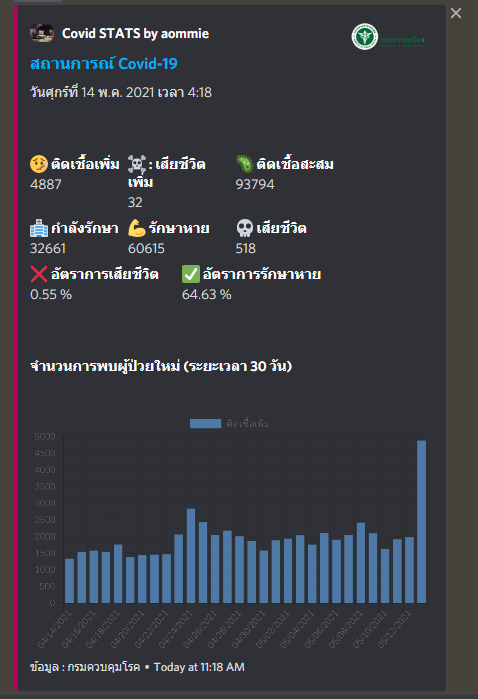 Covid STATS by aommie
สถานการณ์ Covid-19
วันศุกร์ที่ 14 พ.ค. 2021 เวลา 4:18
ติดเชื้อเพิ่ม : เสียชีวิต ติดเชื้อสะสม
เพิ่ม
4887 93794
32
กำลังรักษา รักษาหาย เสียชีวิต
32661 60615 518
อัตราการเสียชีวิต อัตราการรักษาหาย
0.55 % 64.63 %
จำนวนการพบผู้ป่วยใหม่ (ระยะเวลา 30 วัน)
ติดเชื้อเพิ่ม
5000
4500
4000
3500
3000
2500
2000
1500
1000
500
0
04/14/2021 04/16/2021 04/18/2021 04/20/2021 04/22/2021 04/24/2021 04/26/2021 04/28/2021 04/30/2021 05/02/2021 05/04/2021 05/06/2021 05/08/2021 05/10/2021 05/12/2021
ข้อมูล : กรมควบคุมโรค • Today at 11:18 AM